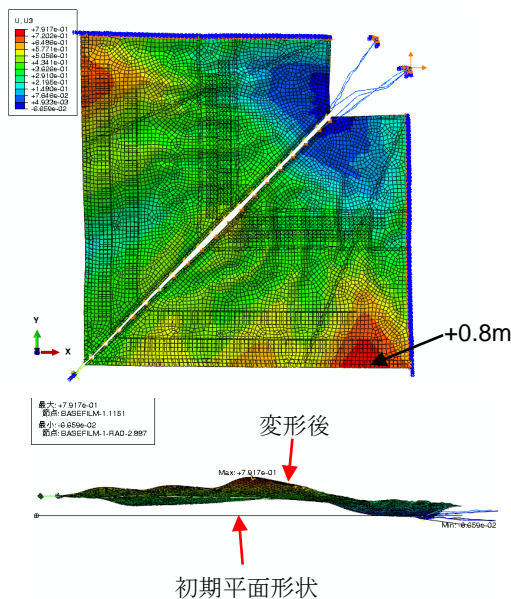 U, U3
+7.917e-01
+7.202e-01
+6.486e-01
+5.771e-01
+5.056e-01
+4.341e-01
+3.626e-01
+2.910e-01
+2.195e-01
+1.480e-01
+7.646e-02
+4.933e-03
-6.659e-02
Y
X
+0.8m
最大: +7.917e-01
節点: BASEFILM-1.1151
最小: -6.659e-02
節点: BASEFILM-1-RAD-2.887
変形後
Max: +7.917e-01
Min: -6.659e-02
初期平面形状